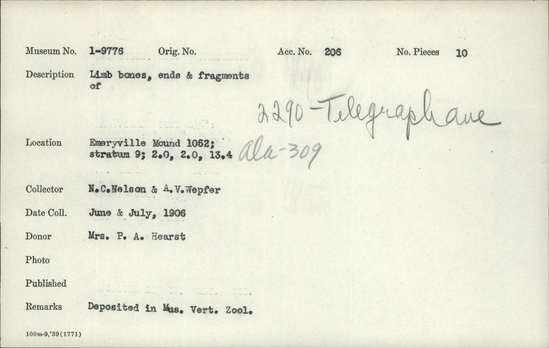 Museum No. 1-9776 Orig. No. Acc. No. 206 No. Pieces 10
Description Limb bones, ends & fragments
of
2290-Telegraph ave
Location Emeryville Mound 1052;
stratum 9; 2.0, 2.0, 13.4 Ala-309
Collector N.C.Nelson & A.V.Wepfer
Date Coll. June & July, 1906
Donor Mrs. P. A. Hearst
Photo
Published
Remarks Deposited in Mus. Vert. Zool.
100m-9,'39(1771)